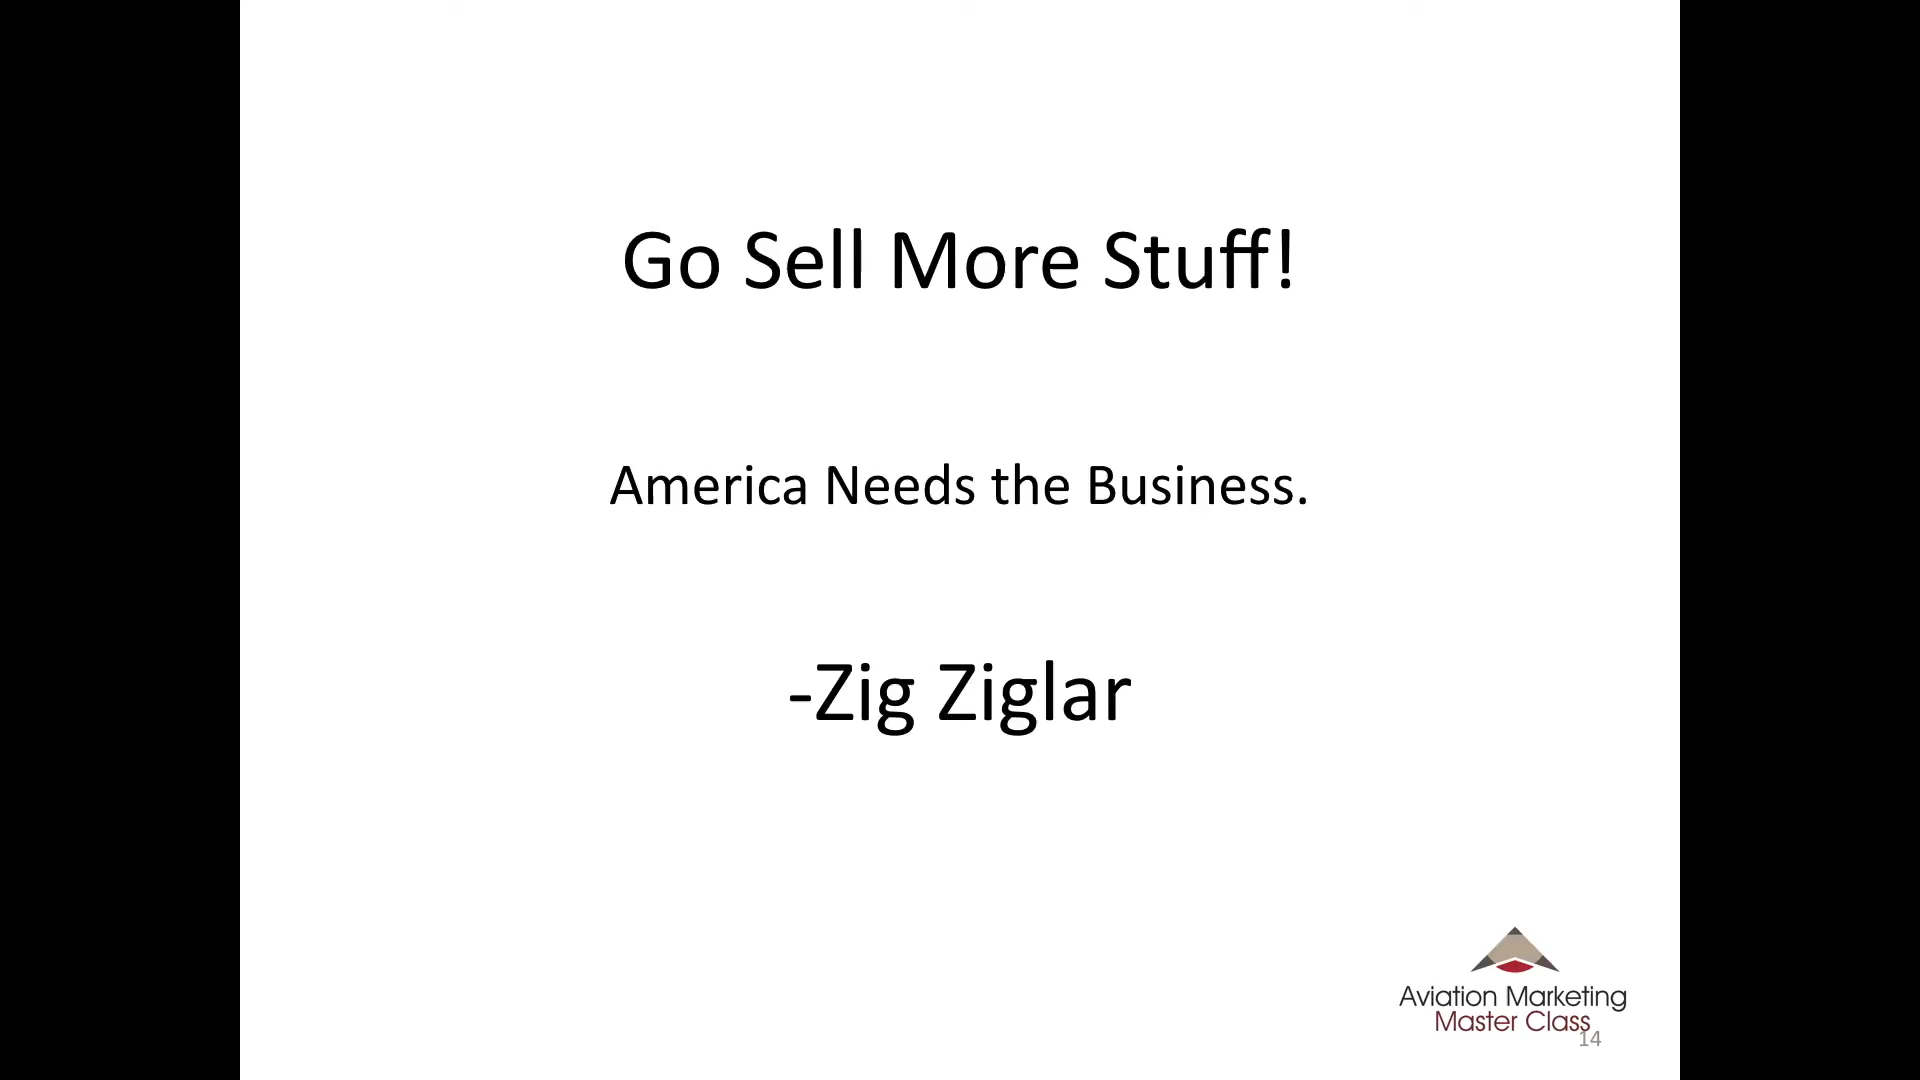 Go Sell More Stuff!
America Needs the Business.
-Zig Ziglar
Aviation Marketing
Master Class
14